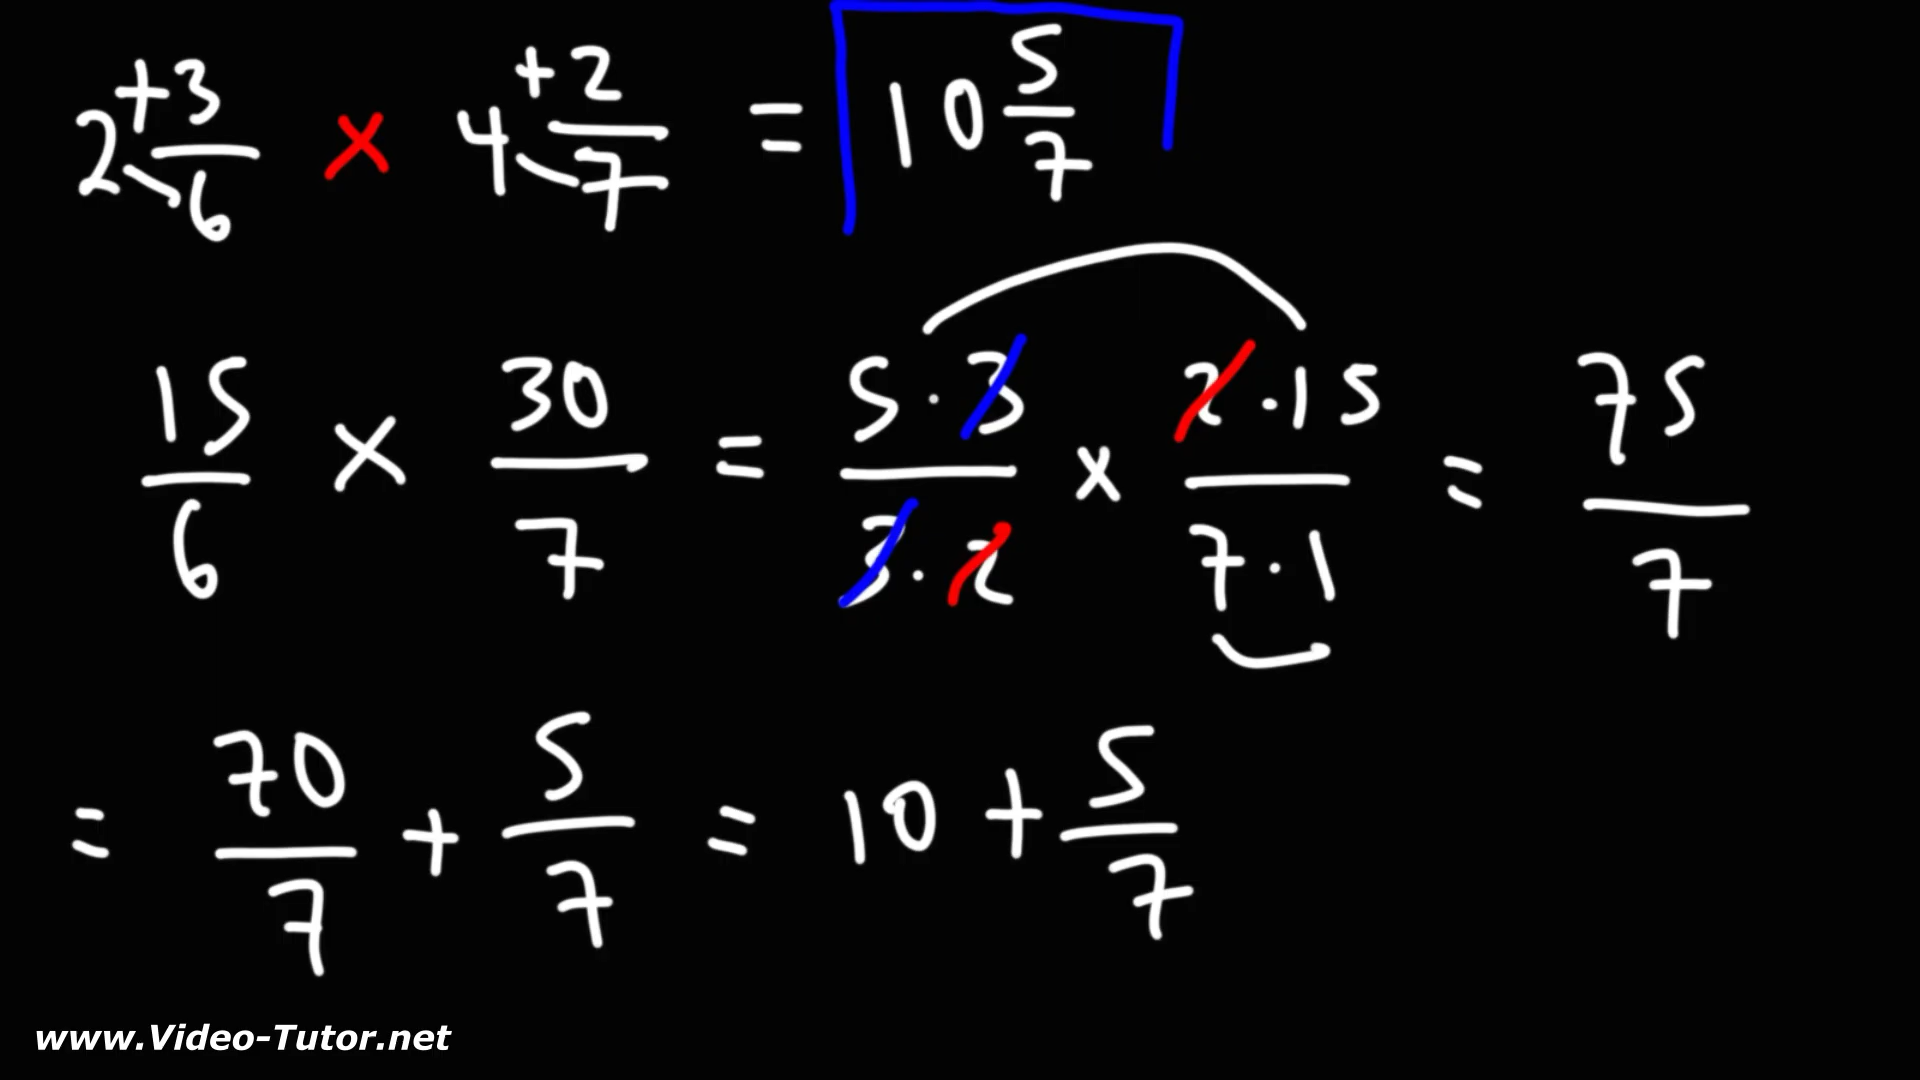 2 +3/6 × 4 +2/7 = 10 5/7
15/6 × 30/7 = 5·3/3·2 × 2·15/7·1 = 75/7
= 70/7 + 5/7 = 10 + 5/7
www.Video-Tutor.net